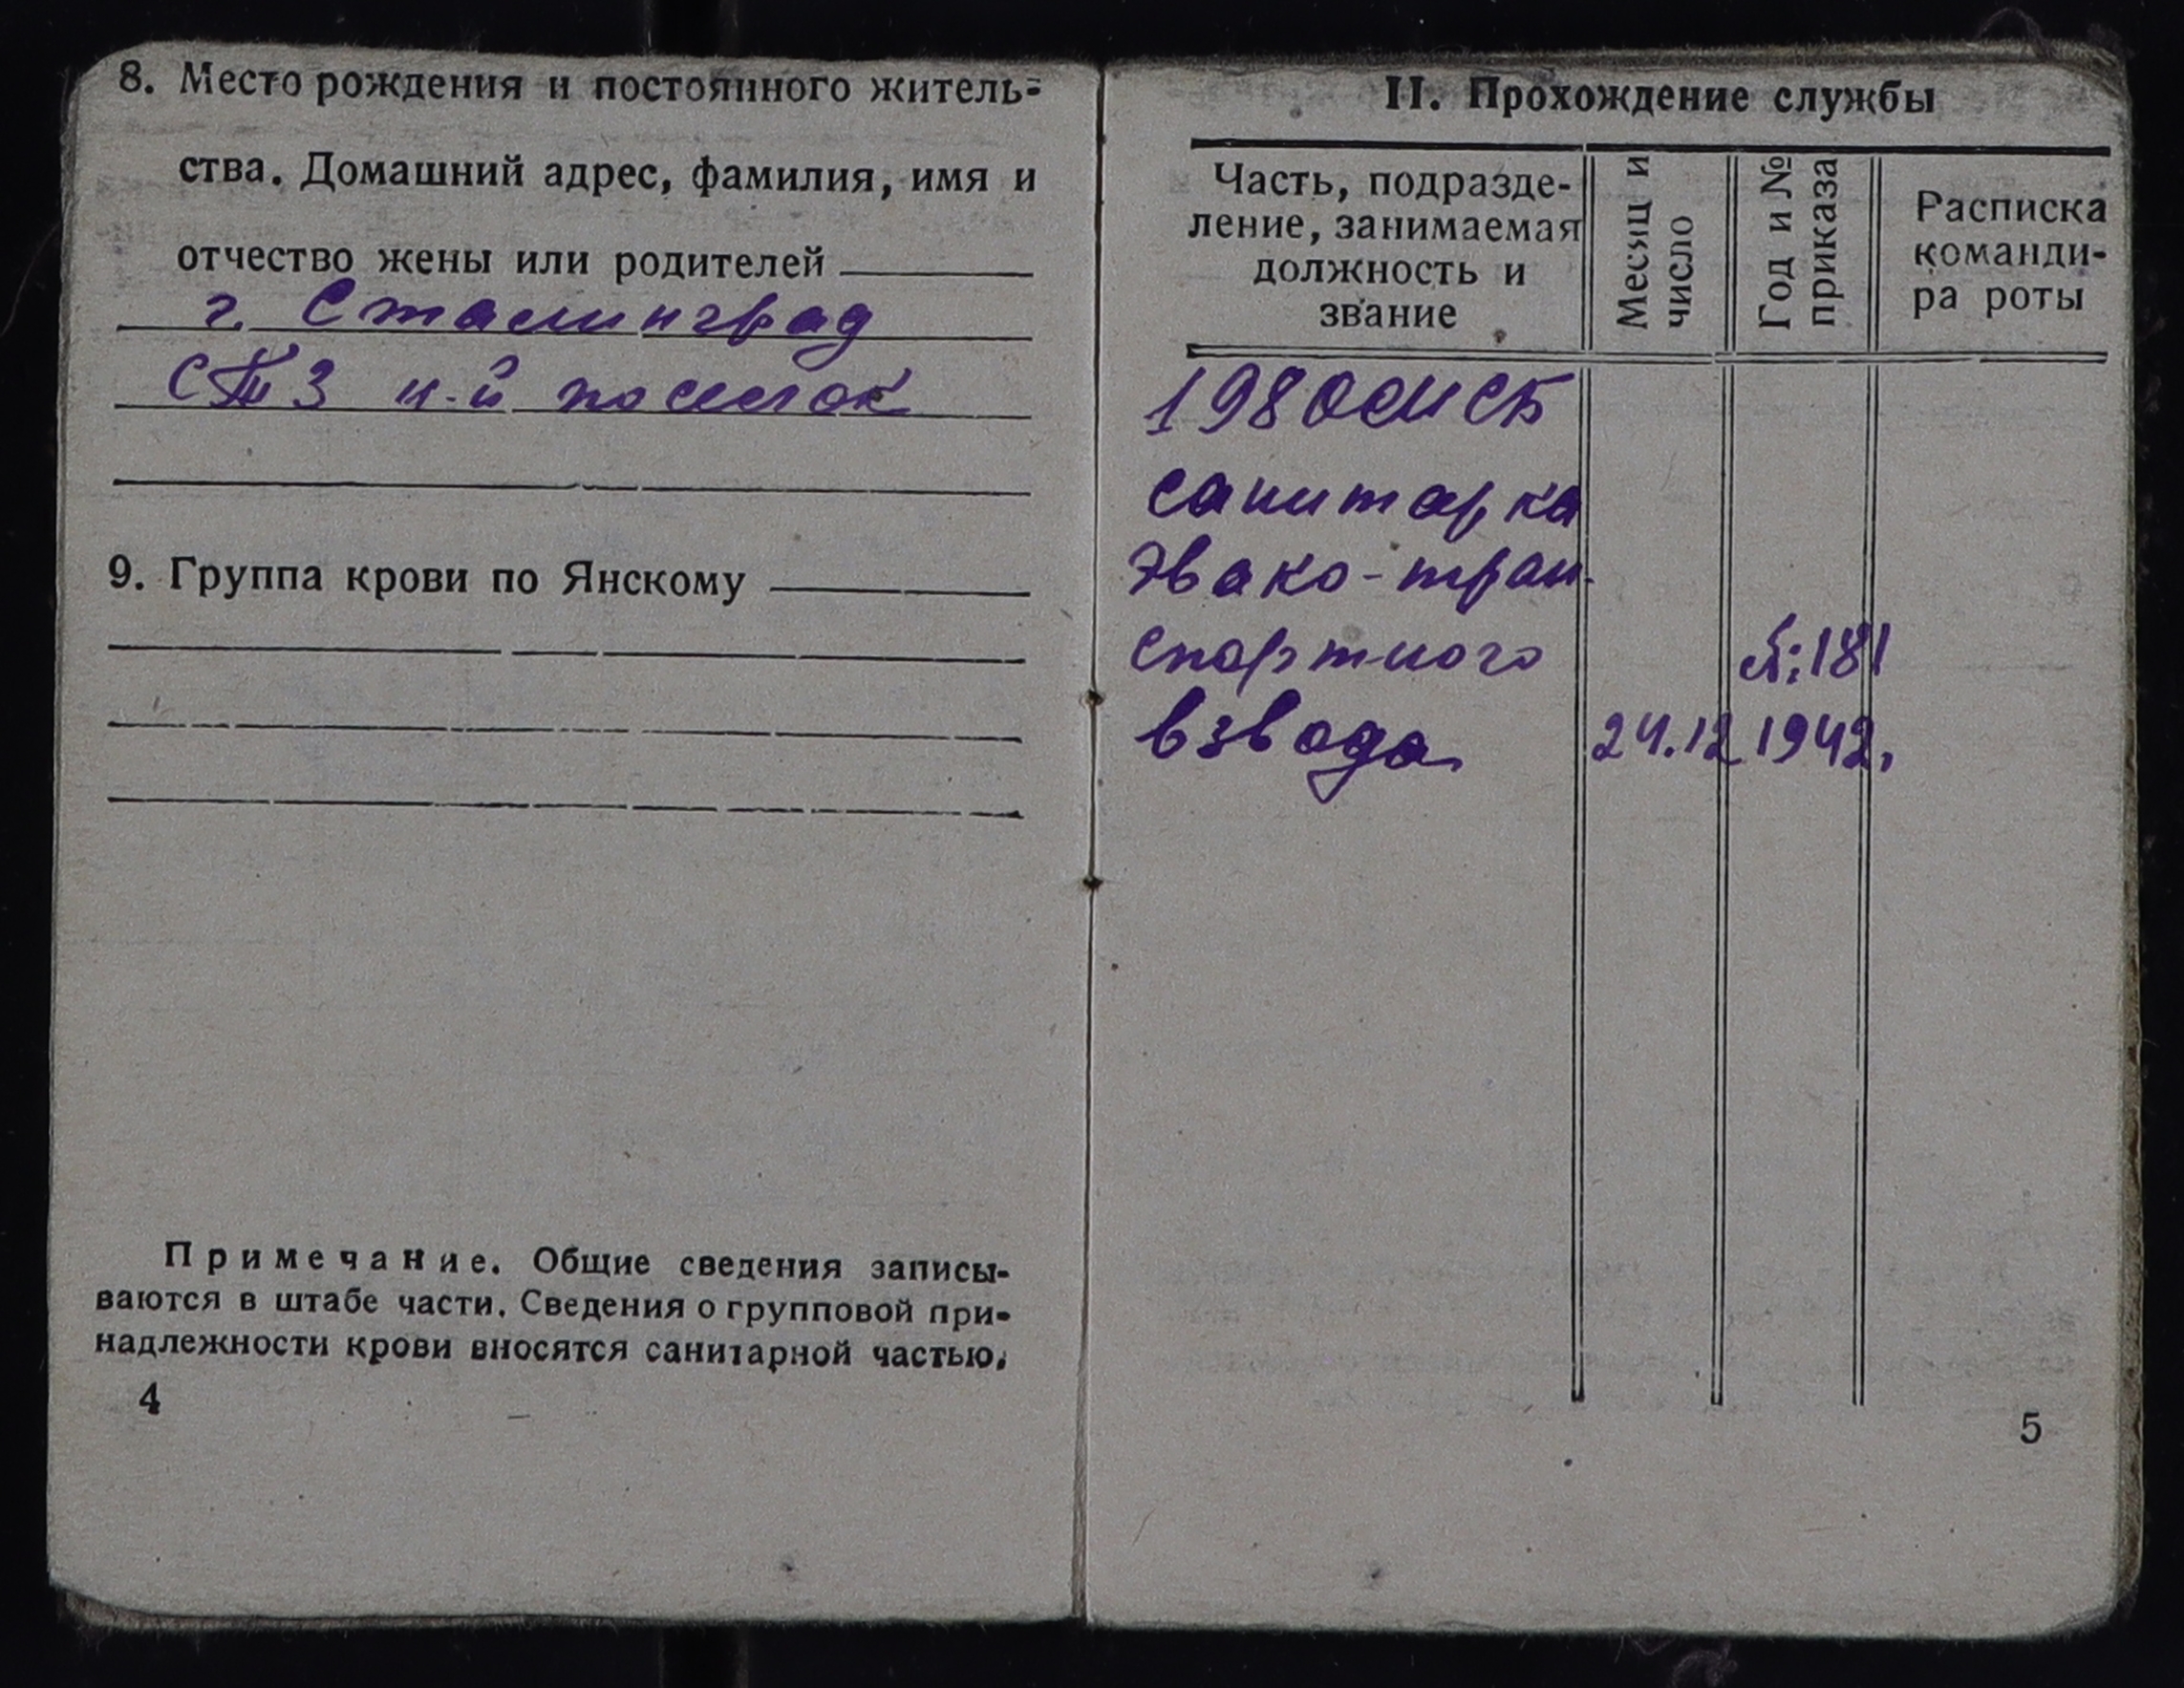 8. Место рождения и постоянного житель-
ства. Домашний адрес, фамилия, имя и
отчество жены или родителей
г. Сталинград
СТЗ н-й поселок
9. Группа крови по Янскому
Примечание. Общие сведения записы-
ваются в штабе части. Сведения о групповой при-
надлежности крови вносятся санитарной частью.
4
II. Прохождение службы
Часть, подразде-
ление, занимаемая
должность и
звание
Месяц и
число
Год и №
приказа
Расписка
команди-
ра роты
198 ОМСБ
санитарка
эвако-тран-
спортного
№:181
взвода 24.12 1942.
5